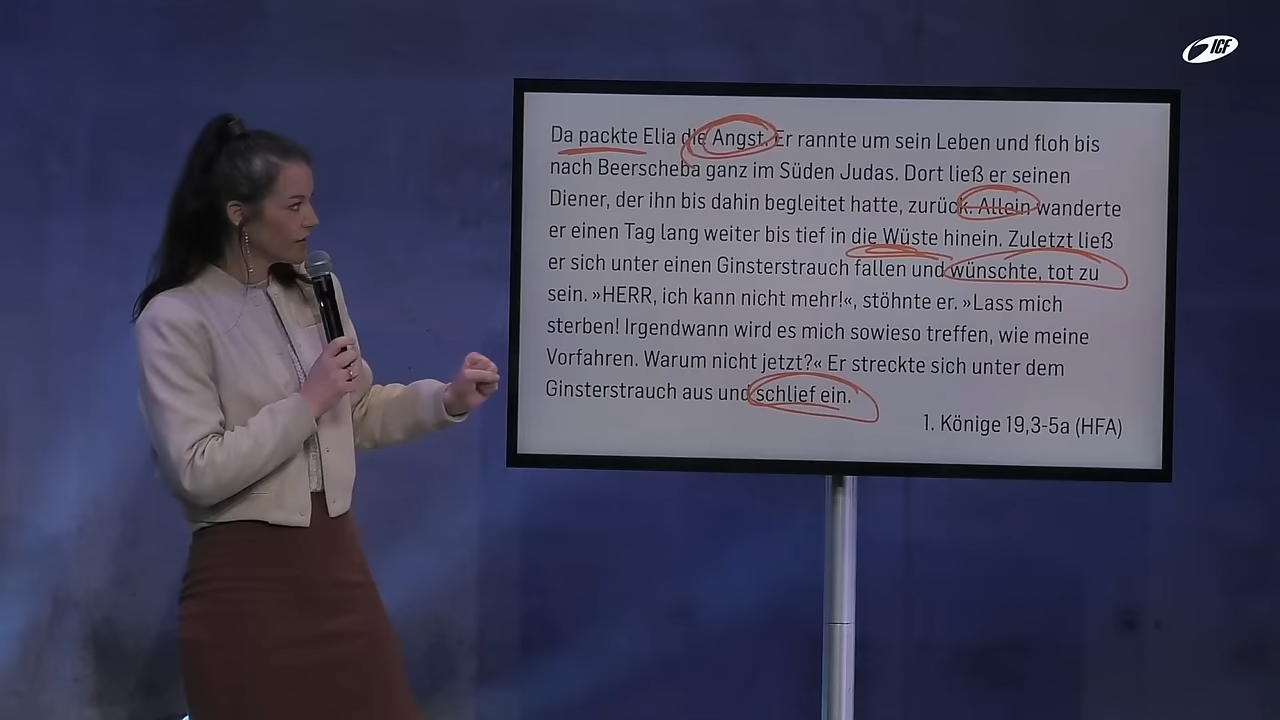 ICF
Da packte Elia die Angst. Er rannte um sein Leben und floh bis
nach Beerscheba ganz im Süden Judas. Dort ließ er seinen
Diener, der ihn bis dahin begleitet hatte, zurück. Allein wanderte
er einen Tag lang weiter bis tief in die Wüste hinein. Zuletzt ließ
er sich unter einen Ginsterstrauch fallen und wünschte, tot zu
sein. »HERR, ich kann nicht mehr!«, stöhnte er. »Lass mich
sterben! Irgendwann wird es mich sowieso treffen, wie meine
Vorfahren. Warum nicht jetzt?« Er streckte sich unter dem
Ginsterstrauch aus und schlief ein.
1. Könige 19,3-5a (HFA)